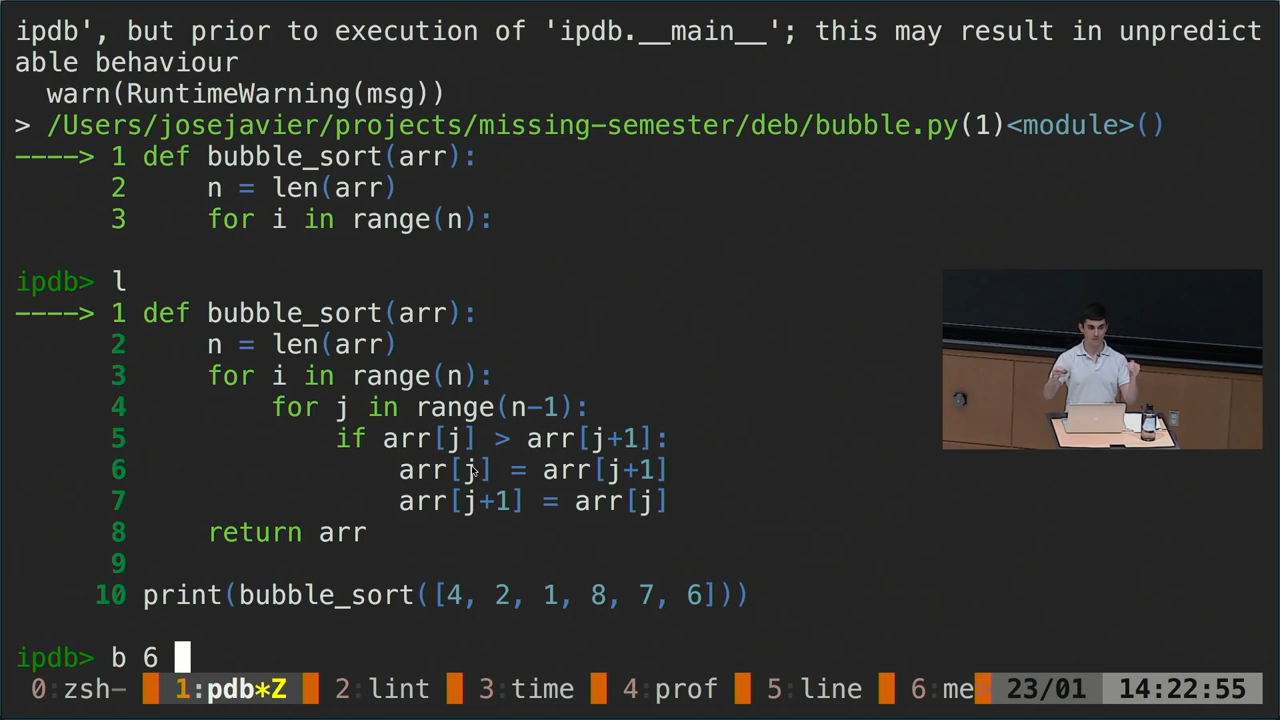 ipdb', but prior to execution of 'ipdb.__main__'; this may result in unpredict
able behaviour
  warn(RuntimeWarning(msg))
> /Users/josejavier/projects/missing-semester/deb/bubble.py(1)<module>()
----> 1 def bubble_sort(arr):
      2     n = len(arr)
      3     for i in range(n):
ipdb> l
----> 1 def bubble_sort(arr):
      2     n = len(arr)
      3     for i in range(n):
      4         for j in range(n-1):
      5             if arr[j] > arr[j+1]:
      6                 arr[j] = arr[j+1]
      7                 arr[j+1] = arr[j]
      8     return arr
      9
     10 print(bubble_sort([4, 2, 1, 8, 7, 6]))
ipdb> b 6
0:zsh- 1:pdb*Z 2:lint 3:time 4:prof 5:line 6:me 23/01 14:22:55